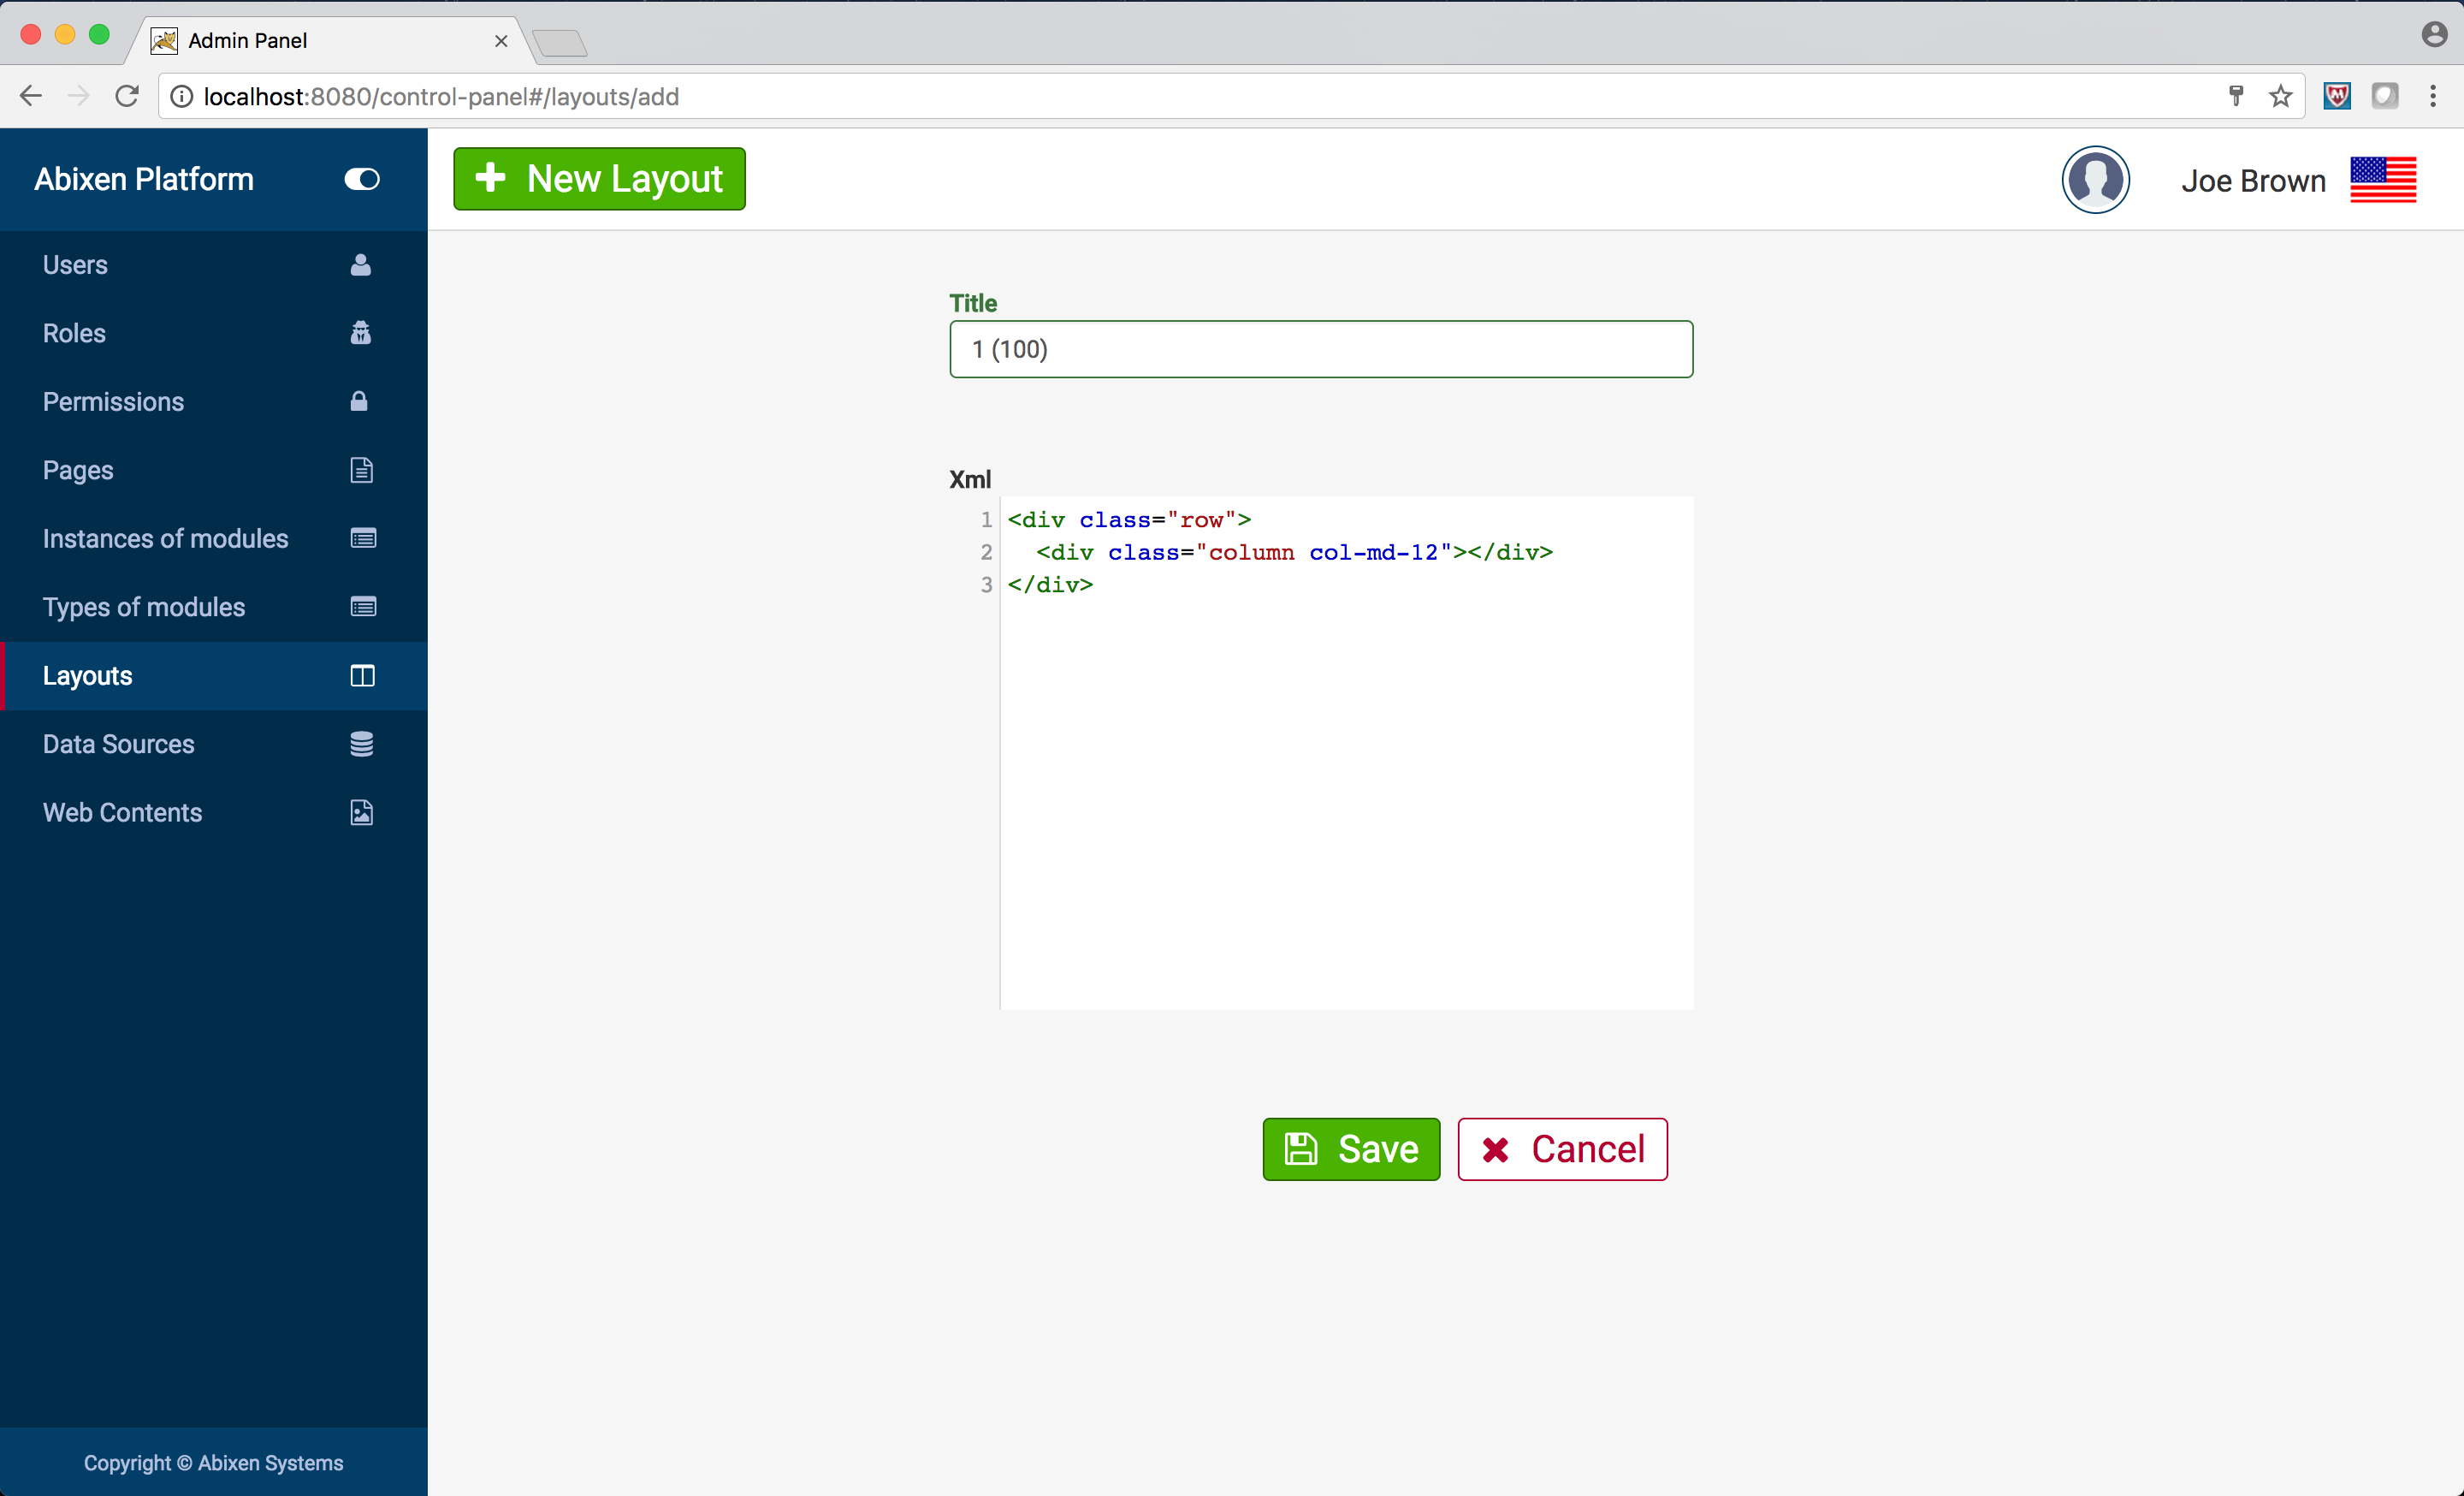 Admin Panel
localhost:8080/control-panel#/layouts/add
Abixen Platform
New Layout
Joe Brown
Users
Roles
Permissions
Pages
Instances of modules
Types of modules
Layouts
Data Sources
Web Contents
Title
1 (100)
Xml
1 <div class="row">
2   <div class="column col-md-12"></div>
3 </div>
Save
Cancel
Copyright © Abixen Systems